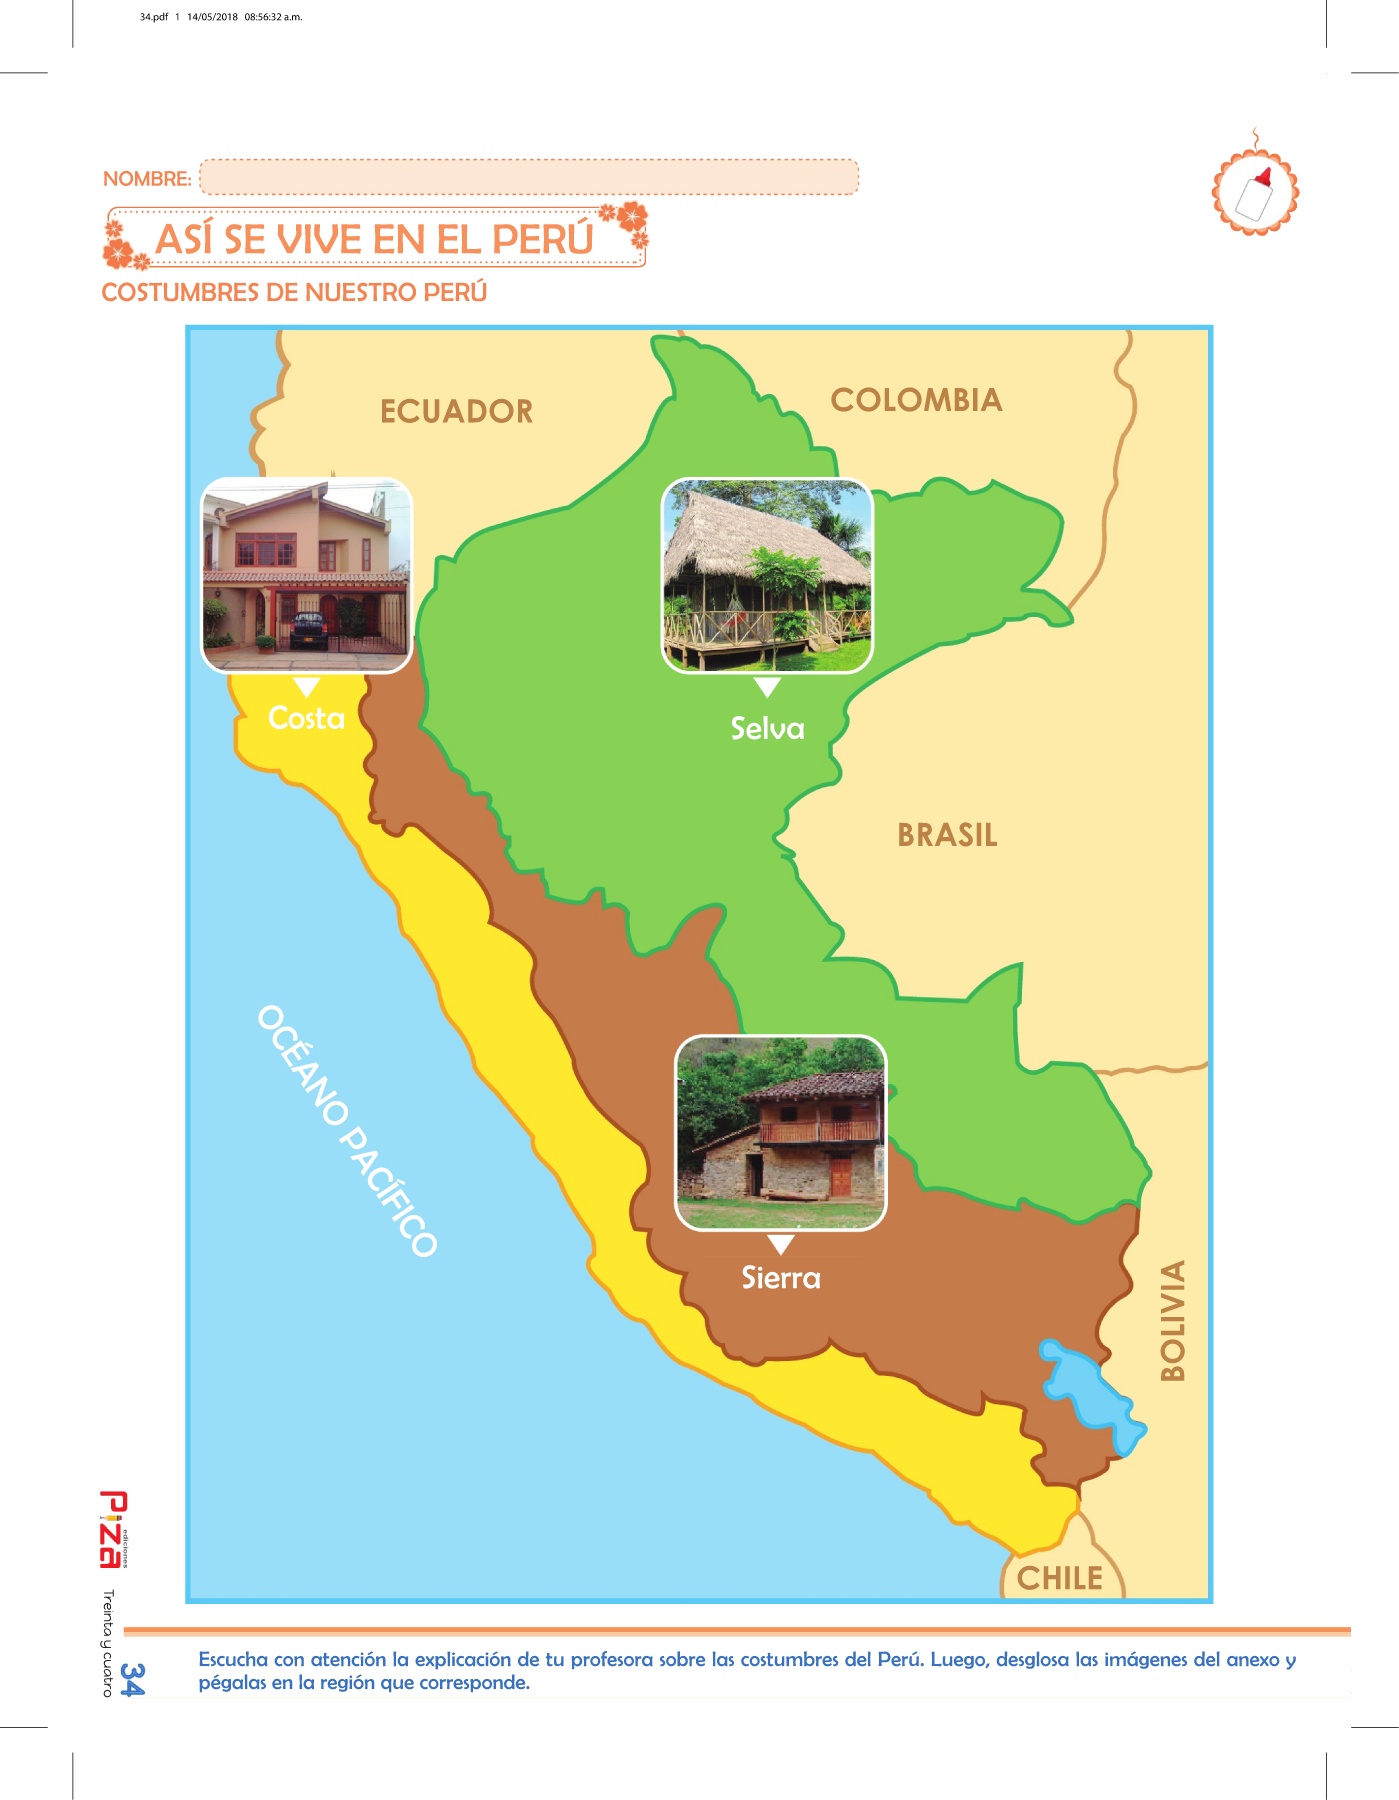 34.pdf 1 14/05/2018 08:56:32 a.m.
NOMBRE:
ASÍ SE VIVE EN EL PERÚ
COSTUMBRES DE NUESTRO PERÚ
ECUADOR
COLOMBIA
Costa
Selva
BRASIL
OCÉANO PACÍFICO
Sierra
BOLIVIA
CHILE
Piza
ediciones
Treinta y cuatro
34
Escucha con atención la explicación de tu profesora sobre las costumbres del Perú. Luego, desglosa las imágenes del anexo y
pégalas en la región que corresponde.